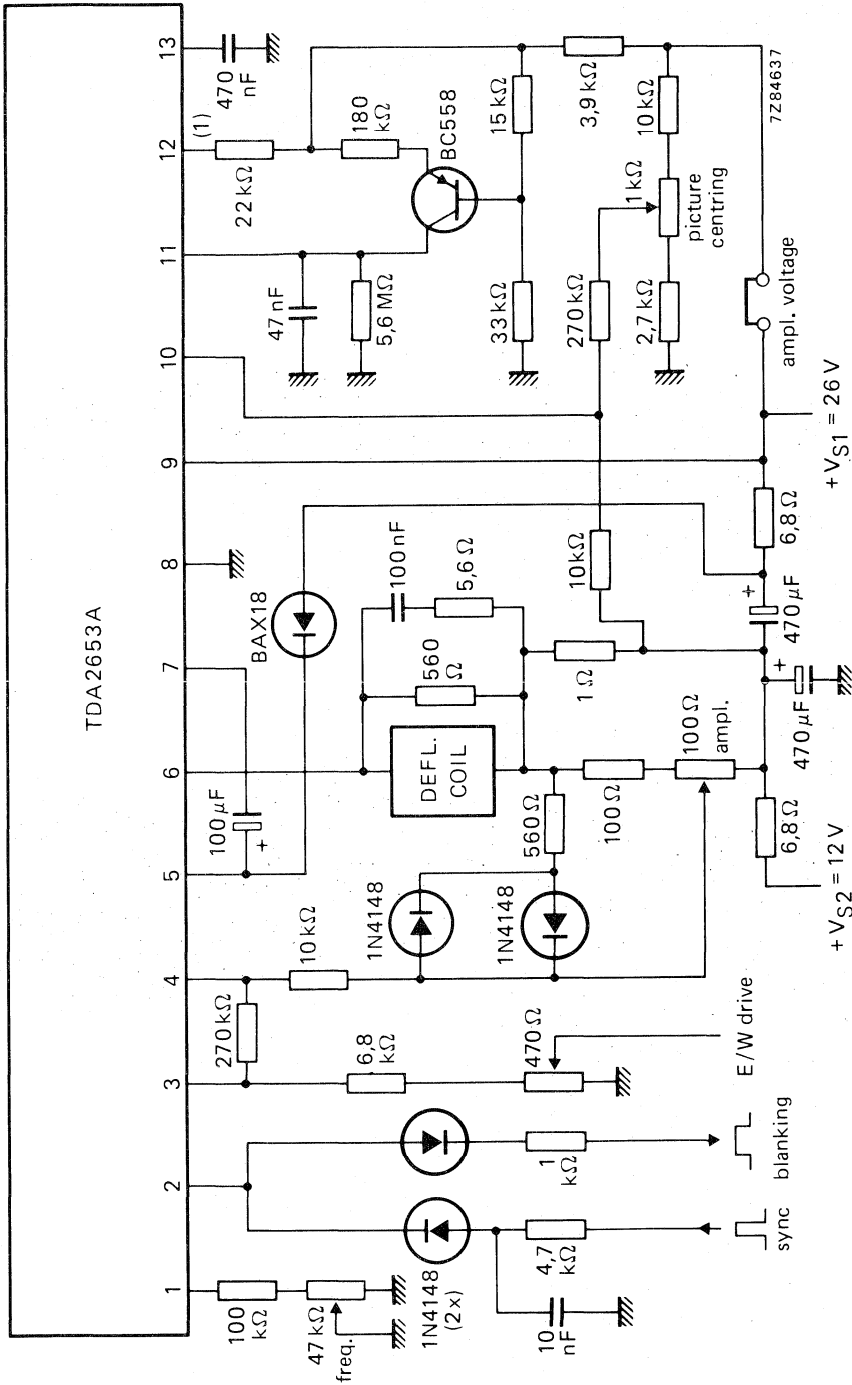 TDA2653A
1
2
3
4
5
6
7
8
9
10
11
12
13
100
kΩ
47 kΩ
freq.
1N4148
(2x)
10
nF
4,7
kΩ
sync
1
kΩ
blanking
270 kΩ
6,8
kΩ
470 Ω
E/W drive
10 kΩ
1N4148
1N4148
560 Ω
100 μF
+
DEFL.
COIL
560
Ω
100 nF
5,6 Ω
100 Ω
100 Ω
ampl.
1 Ω
6,8 Ω
+VS2 = 12 V
470 μF
+
470 μF
+
6,8 Ω
+VS1 = 26 V
BAX18
10 kΩ
47 nF
5,6 MΩ
33 kΩ
270 kΩ
2,7 kΩ
1 kΩ
picture
centring
ampl. voltage
22 kΩ
(1)
180
kΩ
BC558
15 kΩ
3,9 kΩ
10 kΩ
470
nF
7Z84637